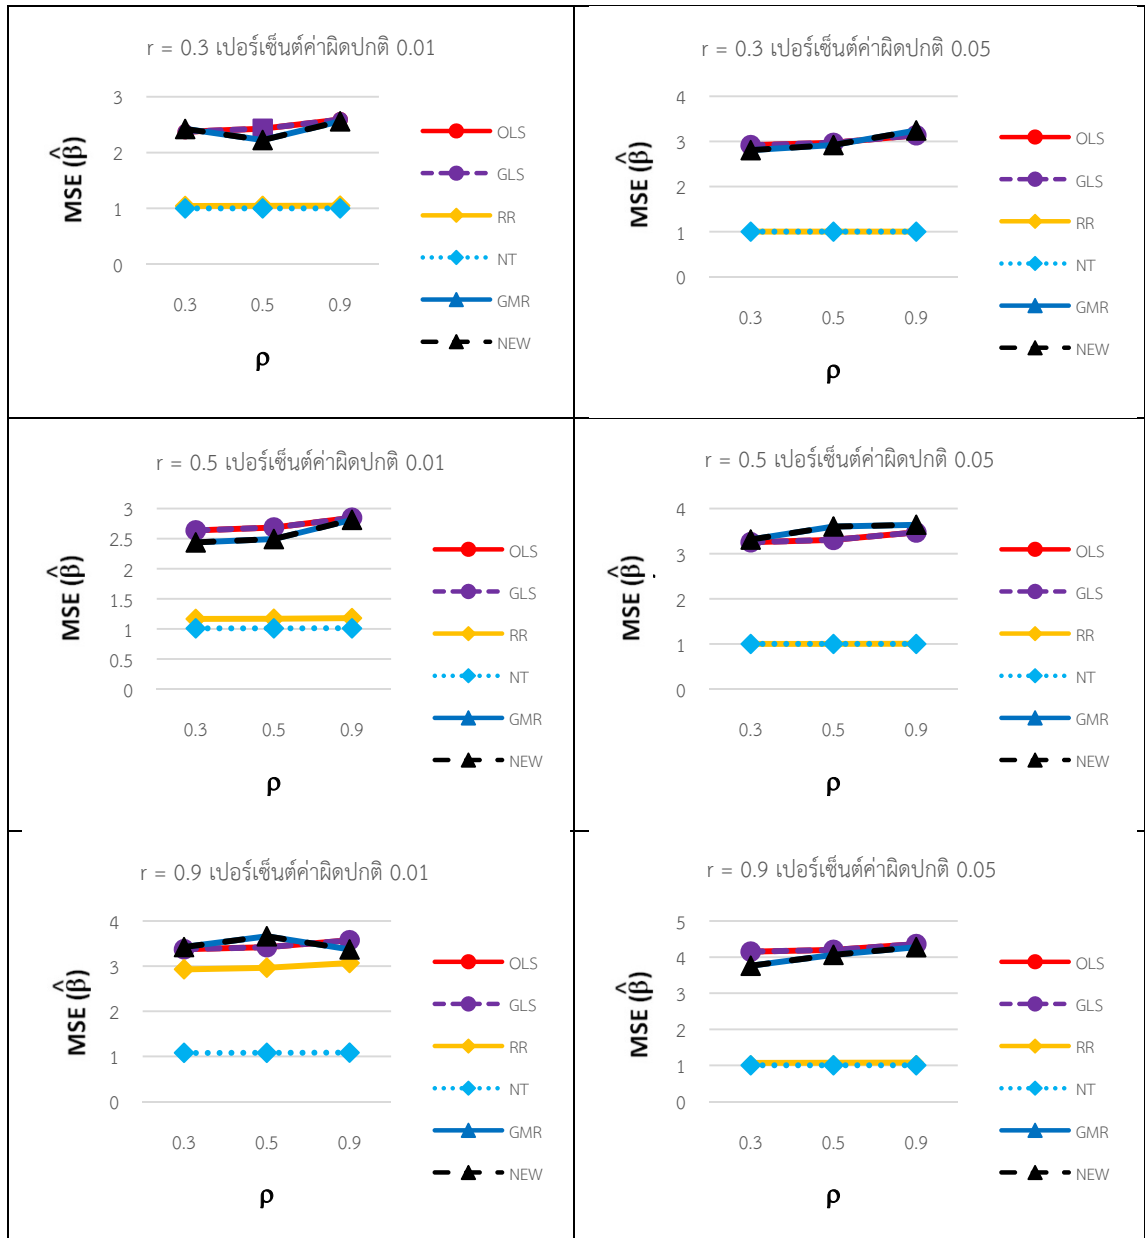 r = 0.3 เปอร์เซ็นต์ค่าผิดปกติ 0.01
3
2
1
0
MSE (β̂)
0.3 0.5 0.9
ρ
OLS
GLS
RR
NT
GMR
NEW
r = 0.3 เปอร์เซ็นต์ค่าผิดปกติ 0.05
4
3
2
1
0
MSE (β̂)
0.3 0.5 0.9
ρ
OLS
GLS
RR
NT
GMR
NEW
r = 0.5 เปอร์เซ็นต์ค่าผิดปกติ 0.01
3
2.5
2
1.5
1
0.5
0
MSE (β̂)
0.3 0.5 0.9
ρ
OLS
GLS
RR
NT
GMR
NEW
r = 0.5 เปอร์เซ็นต์ค่าผิดปกติ 0.05
4
3
2
1
0
MSE (β̂)
0.3 0.5 0.9
ρ
OLS
GLS
RR
NT
GMR
NEW
r = 0.9 เปอร์เซ็นต์ค่าผิดปกติ 0.01
4
3
2
1
0
MSE (β̂)
0.3 0.5 0.9
ρ
OLS
GLS
RR
NT
GMR
NEW
r = 0.9 เปอร์เซ็นต์ค่าผิดปกติ 0.05
5
4
3
2
1
0
MSE (β̂)
0.3 0.5 0.9
ρ
OLS
GLS
RR
NT
GMR
NEW